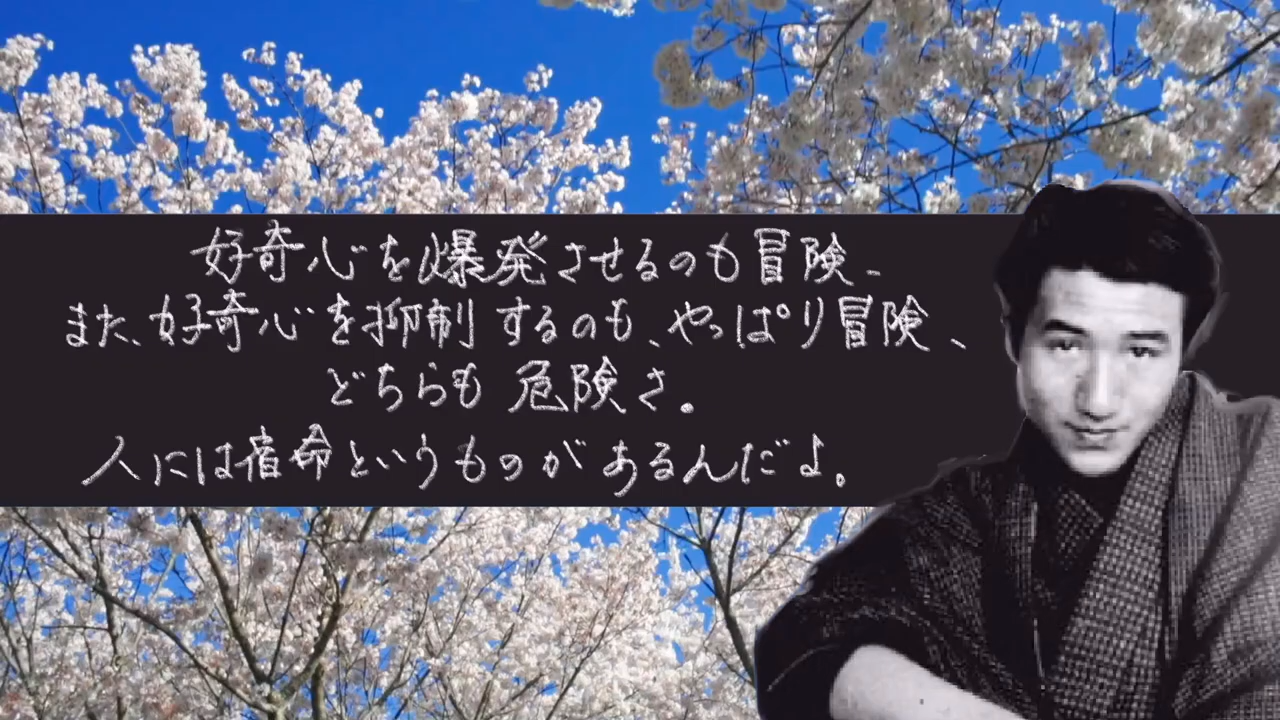 好奇心を爆発させるのも冒険、
また、好奇心を抑制するのも、やっぱり冒険、
どちらも危険さ。
人には宿命というものがあるんだよ。